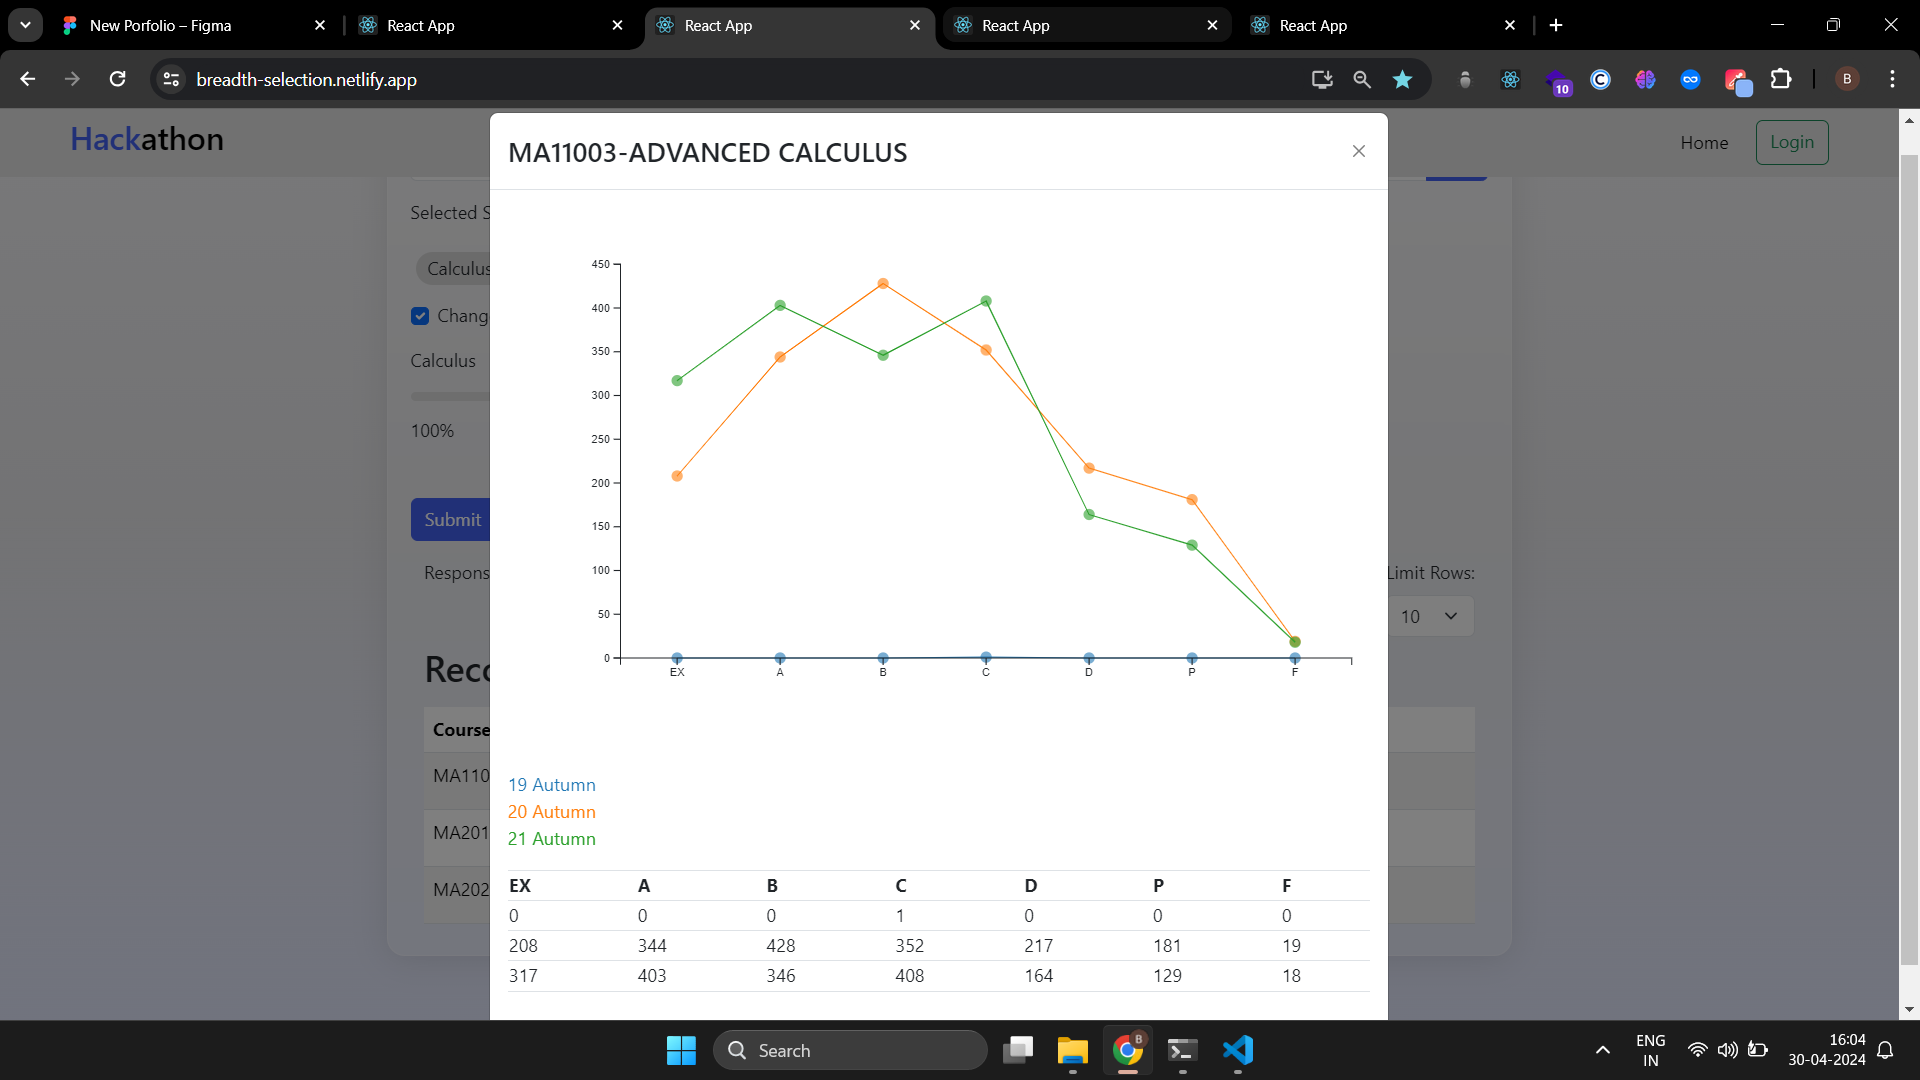 New Porfolio – Figma
React App
React App
React App
React App
breadth-selection.netlify.app
10
B
Hackathon
Home
Login
MA11003-ADVANCED CALCULUS
Selected S
Calculus
Chang
Calculus
100%
Submit
Respons
Limit Rows:
10
Reco
Course
MA110
MA201
MA202
450
400
350
300
250
200
150
100
50
0
EX A B C D P F
19 Autumn
20 Autumn
21 Autumn
EX A B C D P F
0 0 0 1 0 0 0
208 344 428 352 217 181 19
317 403 346 408 164 129 18
Search
B
ENG
IN
16:04
30-04-2024